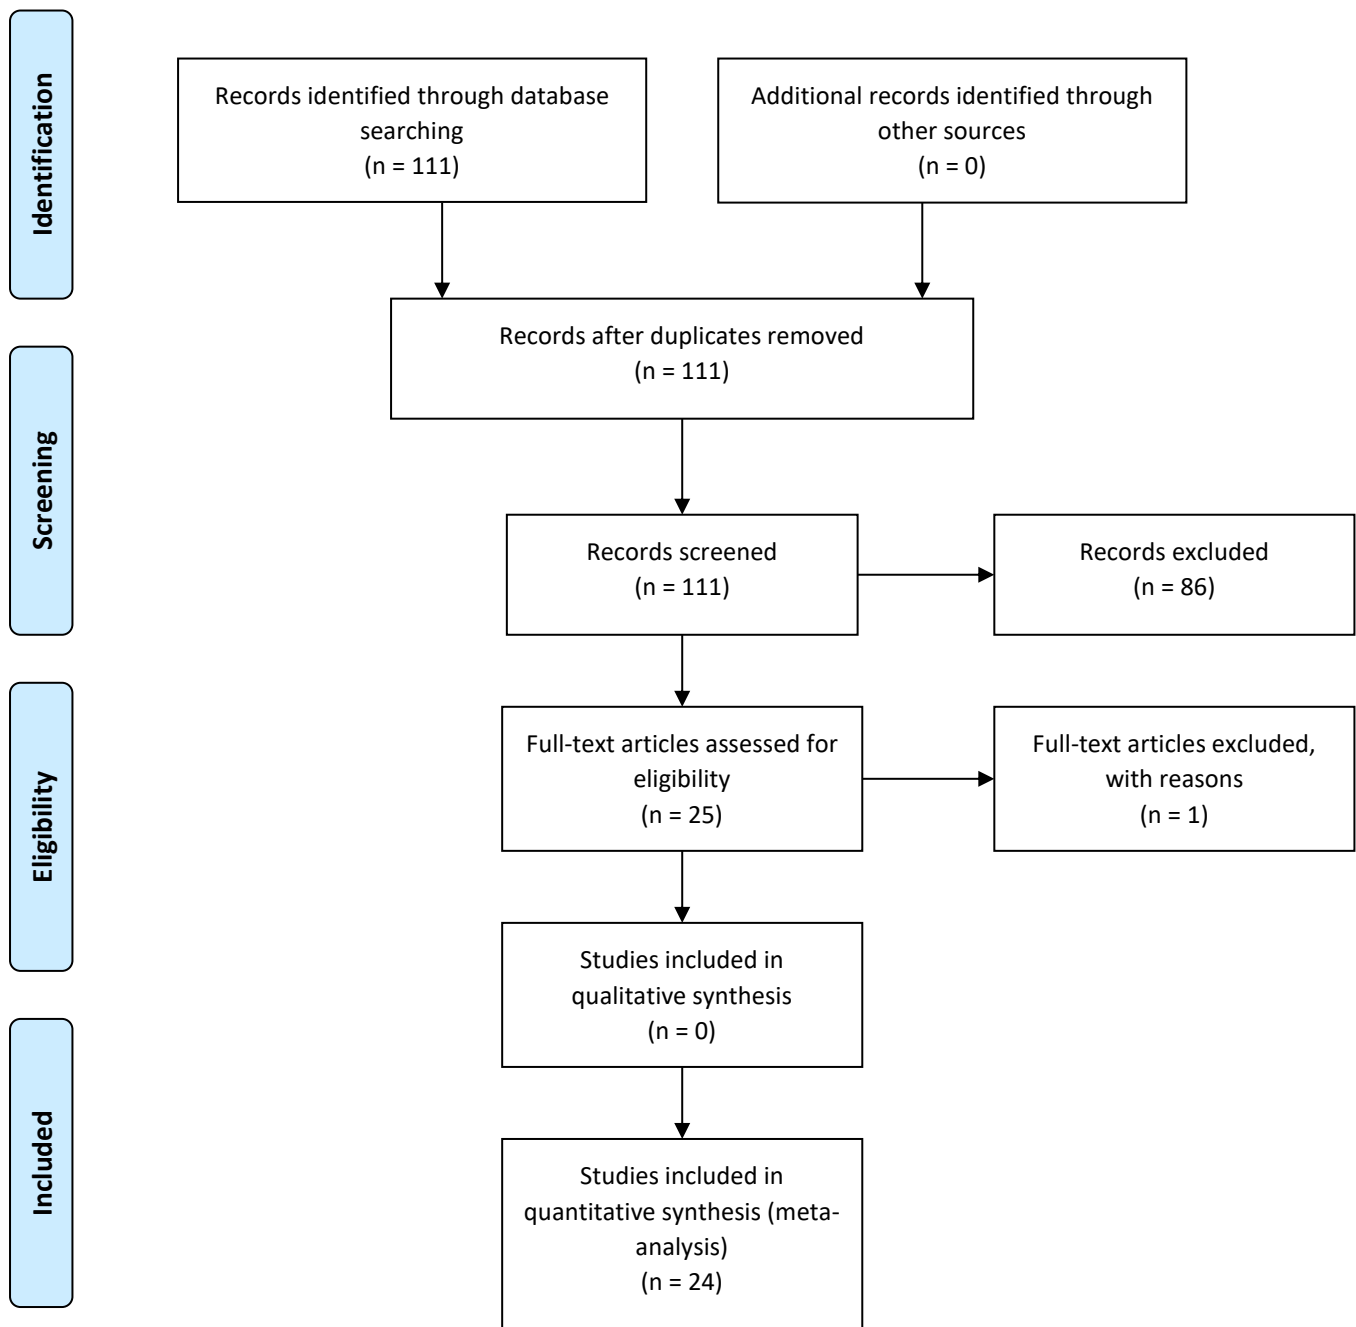 Identification
Records identified through database
searching
(n = 111)
Additional records identified through
other sources
(n = 0)
Records after duplicates removed
(n = 111)
Screening
Records screened
(n = 111)
Records excluded
(n = 86)
Eligibility
Full-text articles assessed for
eligibility
(n = 25)
Full-text articles excluded,
with reasons
(n = 1)
Studies included in
qualitative synthesis
(n = 0)
Included
Studies included in
quantitative synthesis (meta-
analysis)
(n = 24)